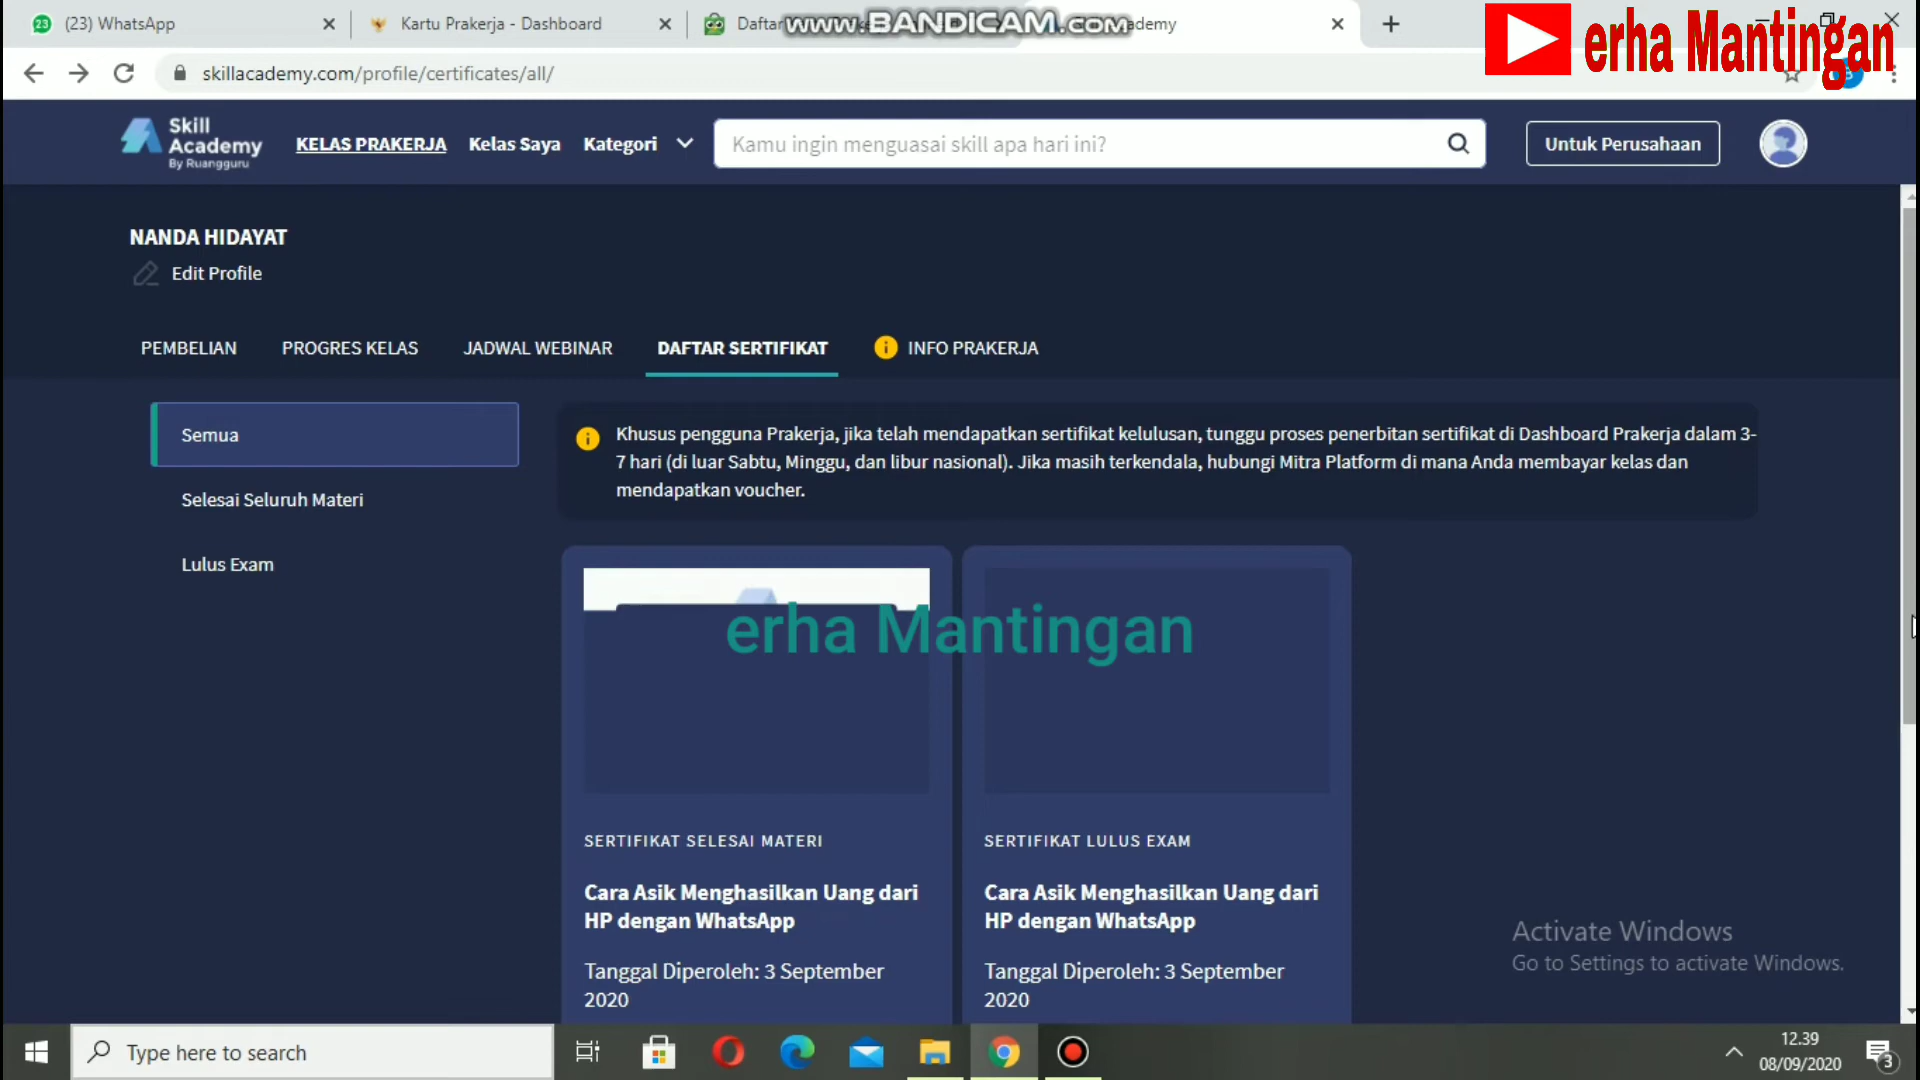 (23) WhatsApp
Kartu Prakerja - Dashboard
www.BANDICAM.com
erha Mantingan
skillacademy.com/profile/certificates/all/
Skill Academy
By Ruangguru
KELAS PRAKERJA
Kelas Saya
Kategori
Kamu ingin menguasai skill apa hari ini?
Untuk Perusahaan
NANDA HIDAYAT
Edit Profile
PEMBELIAN
PROGRES KELAS
JADWAL WEBINAR
DAFTAR SERTIFIKAT
INFO PRAKERJA
Semua
Selesai Seluruh Materi
Lulus Exam
Khusus pengguna Prakerja, jika telah mendapatkan sertifikat kelulusan, tunggu proses penerbitan sertifikat di Dashboard Prakerja dalam 3-
7 hari (di luar Sabtu, Minggu, dan libur nasional). Jika masih terkendala, hubungi Mitra Platform di mana Anda membayar kelas dan
mendapatkan voucher.
erha Mantingan
SERTIFIKAT SELESAI MATERI
Cara Asik Menghasilkan Uang dari
HP dengan WhatsApp
Tanggal Diperoleh: 3 September
2020
SERTIFIKAT LULUS EXAM
Cara Asik Menghasilkan Uang dari
HP dengan WhatsApp
Tanggal Diperoleh: 3 September
2020
Activate Windows
Go to Settings to activate Windows.
Type here to search
12.39
08/09/2020
3